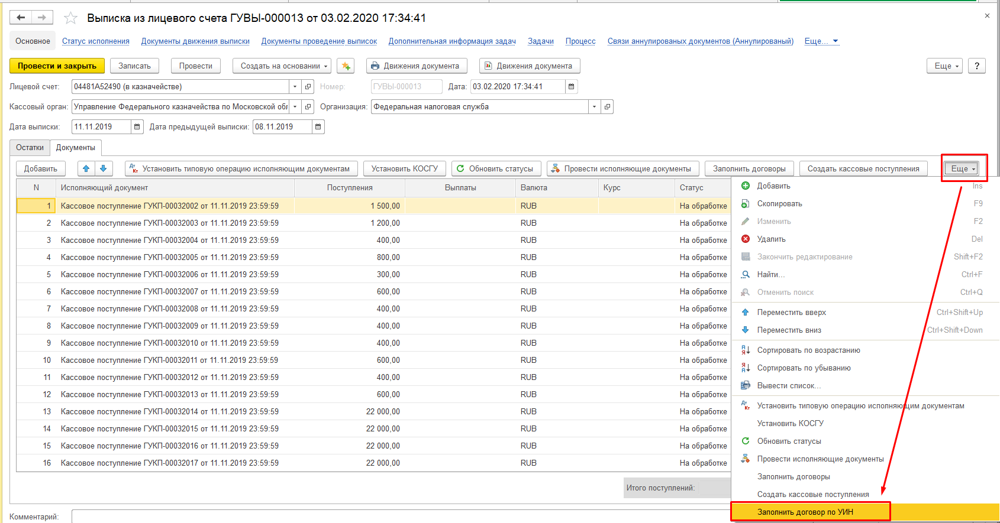 Выписка из лицевого счета ГУВЫ-000013 от 03.02.2020 17:34:41
Основное Статус исполнения Документы движения выписки Документы проведение выписок Дополнительная информация задач Задачи Процесс Связи аннулированых документов (Аннулированый) Еще...
Провести и закрыть Записать Провести Создать на основании Движения документа Движения документа Еще ?
Лицевой счет: 04481А52490 (в казначействе) Номер: ГУВЫ-000013 Дата: 03.02.2020 17:34:41
Кассовый орган: Управление Федерального казначейства по Московской обл Организация: Федеральная налоговая служба
Дата выписки: 11.11.2019 Дата предыдущей выписки: 08.11.2019
Остатки Документы
Добавить Дт Кт Установить типовую операцию исполняющим документам Установить КОСГУ Обновить статусы Провести исполняющие документы Заполнить договоры Создать кассовые поступления Еще
N Исполняющий документ Поступления Выплаты Валюта Курс Статус
1 Кассовое поступление ГУКП-00032002 от 11.11.2019 23:59:59 1 500,00 RUB На обработке
2 Кассовое поступление ГУКП-00032003 от 11.11.2019 23:59:59 1 200,00 RUB На обработке
3 Кассовое поступление ГУКП-00032004 от 11.11.2019 23:59:59 400,00 RUB На обработке
4 Кассовое поступление ГУКП-00032005 от 11.11.2019 23:59:59 800,00 RUB На обработке
5 Кассовое поступление ГУКП-00032006 от 11.11.2019 23:59:59 300,00 RUB На обработке
6 Кассовое поступление ГУКП-00032007 от 11.11.2019 23:59:59 600,00 RUB На обработке
7 Кассовое поступление ГУКП-00032008 от 11.11.2019 23:59:59 400,00 RUB На обработке
8 Кассовое поступление ГУКП-00032009 от 11.11.2019 23:59:59 400,00 RUB На обработке
9 Кассовое поступление ГУКП-00032010 от 11.11.2019 23:59:59 400,00 RUB На обработке
10 Кассовое поступление ГУКП-00032011 от 11.11.2019 23:59:59 600,00 RUB На обработке
11 Кассовое поступление ГУКП-00032012 от 11.11.2019 23:59:59 400,00 RUB На обработке
12 Кассовое поступление ГУКП-00032013 от 11.11.2019 23:59:59 600,00 RUB На обработке
13 Кассовое поступление ГУКП-00032014 от 11.11.2019 23:59:59 22 000,00 RUB На обработке
14 Кассовое поступление ГУКП-00032015 от 11.11.2019 23:59:59 22 000,00 RUB На обработке
15 Кассовое поступление ГУКП-00032016 от 11.11.2019 23:59:59 22 000,00 RUB На обработке
16 Кассовое поступление ГУКП-00032017 от 11.11.2019 23:59:59 22 000,00 RUB На обработке
Итого поступлений:
Комментарий:
Добавить Ins
Скопировать F9
Изменить F2
Удалить Del
Закончить редактирование Shift+F2
Найти... Ctrl+F
Отменить поиск Ctrl+Q
Переместить вверх Ctrl+Shift+Up
Переместить вниз Ctrl+Shift+Down
А Я Сортировать по возрастанию
Я А Сортировать по убыванию
Вывести список...
Дт Кт Установить типовую операцию исполняющим документам
Установить КОСГУ
Обновить статусы
Провести исполняющие документы
Заполнить договоры
Создать кассовые поступления
Заполнить договор по УИН